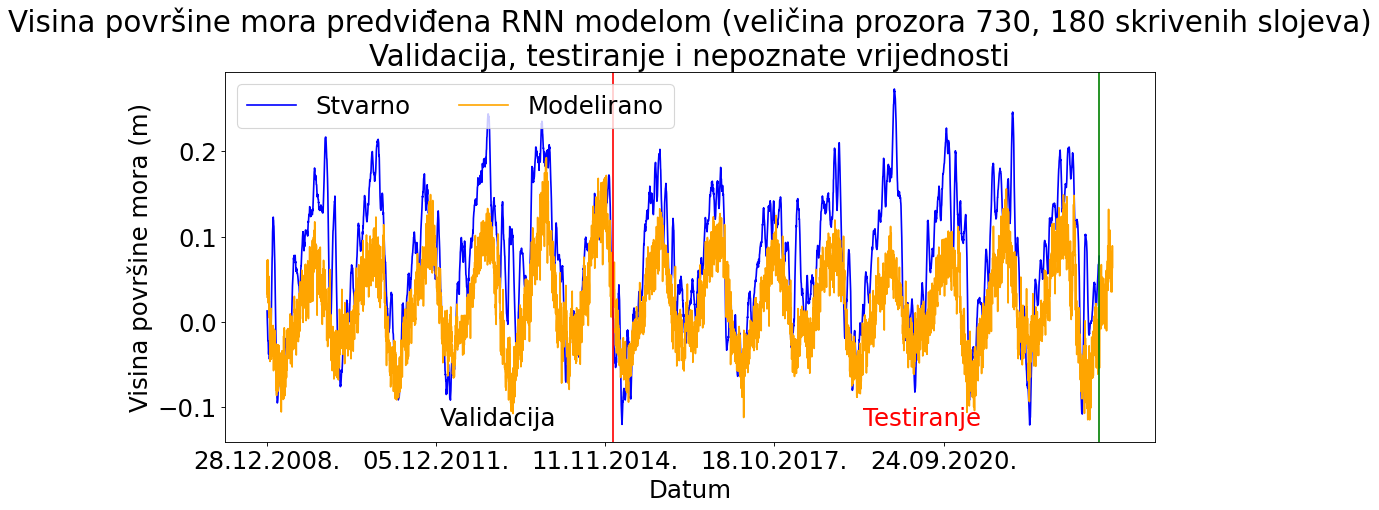 Visina površine mora predviđena RNN modelom (veličina prozora 730, 180 skrivenih slojeva)
Validacija, testiranje i nepoznate vrijednosti
Stvarno
Modelirano
Visina površine mora (m)
0.2
0.1
0.0
−0.1
Validacija
Testiranje
28.12.2008.
05.12.2011.
11.11.2014.
18.10.2017.
24.09.2020.
Datum